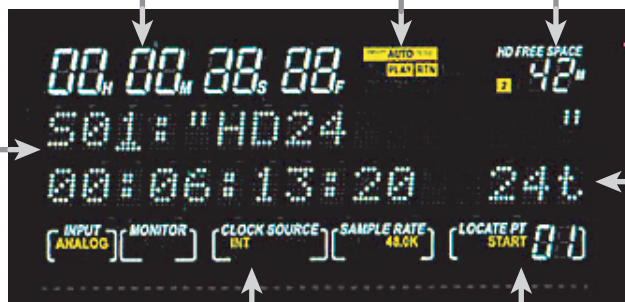 HD FREE SPACE
AUTO
PLAY RTN
00H 00M 38S 88F
2 42M
S01: "HD24 "
00:06:13:20 24t
INPUT MONITOR CLOCK SOURCE SAMPLE RATE LOCATE PT
ANALOG INT 48.0K START 01